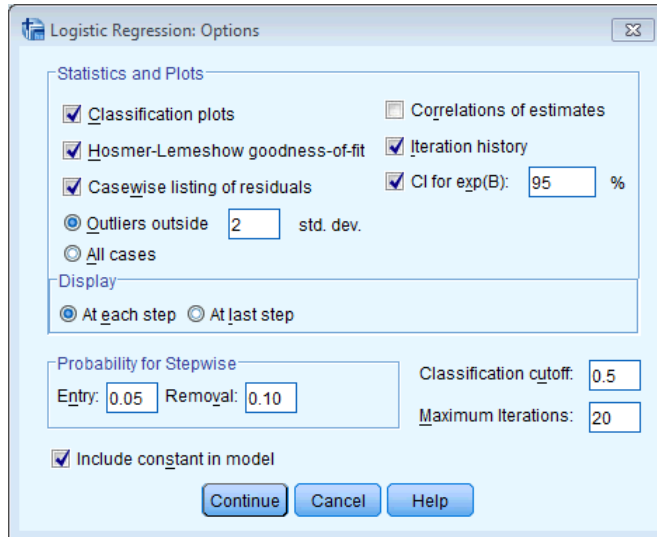 Logistic Regression: Options
Statistics and Plots
Classification plots
Correlations of estimates
Hosmer-Lemeshow goodness-of-fit
Iteration history
Casewise listing of residuals
CI for exp(B): 95 %
Outliers outside 2 std. dev.
All cases
Display
At each step At last step
Probability for Stepwise
Entry: 0.05 Removal: 0.10
Classification cutoff: 0.5
Maximum Iterations: 20
Include constant in model
Continue Cancel Help